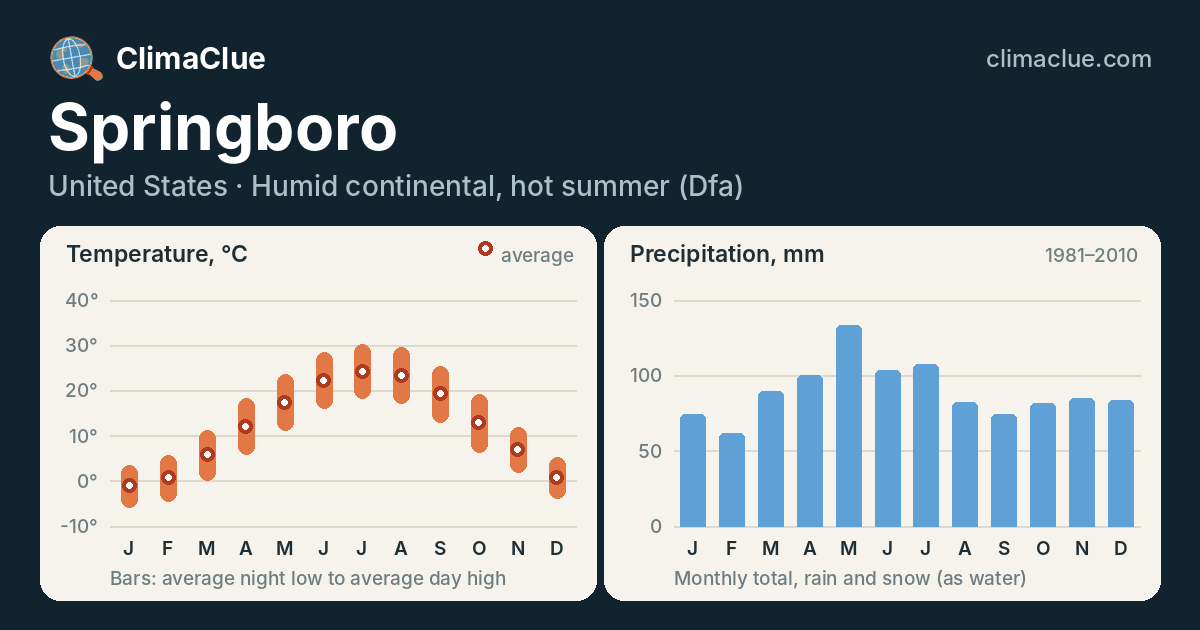 ClimaClue
climaclue.com
Springboro
United States · Humid continental, hot summer (Dfa)
Temperature, °C
average
40°
30°
20°
10°
0°
-10°
J F M A M J J A S O N D
Bars: average night low to average day high
Precipitation, mm
1981–2010
150
100
50
0
J F M A M J J A S O N D
Monthly total, rain and snow (as water)